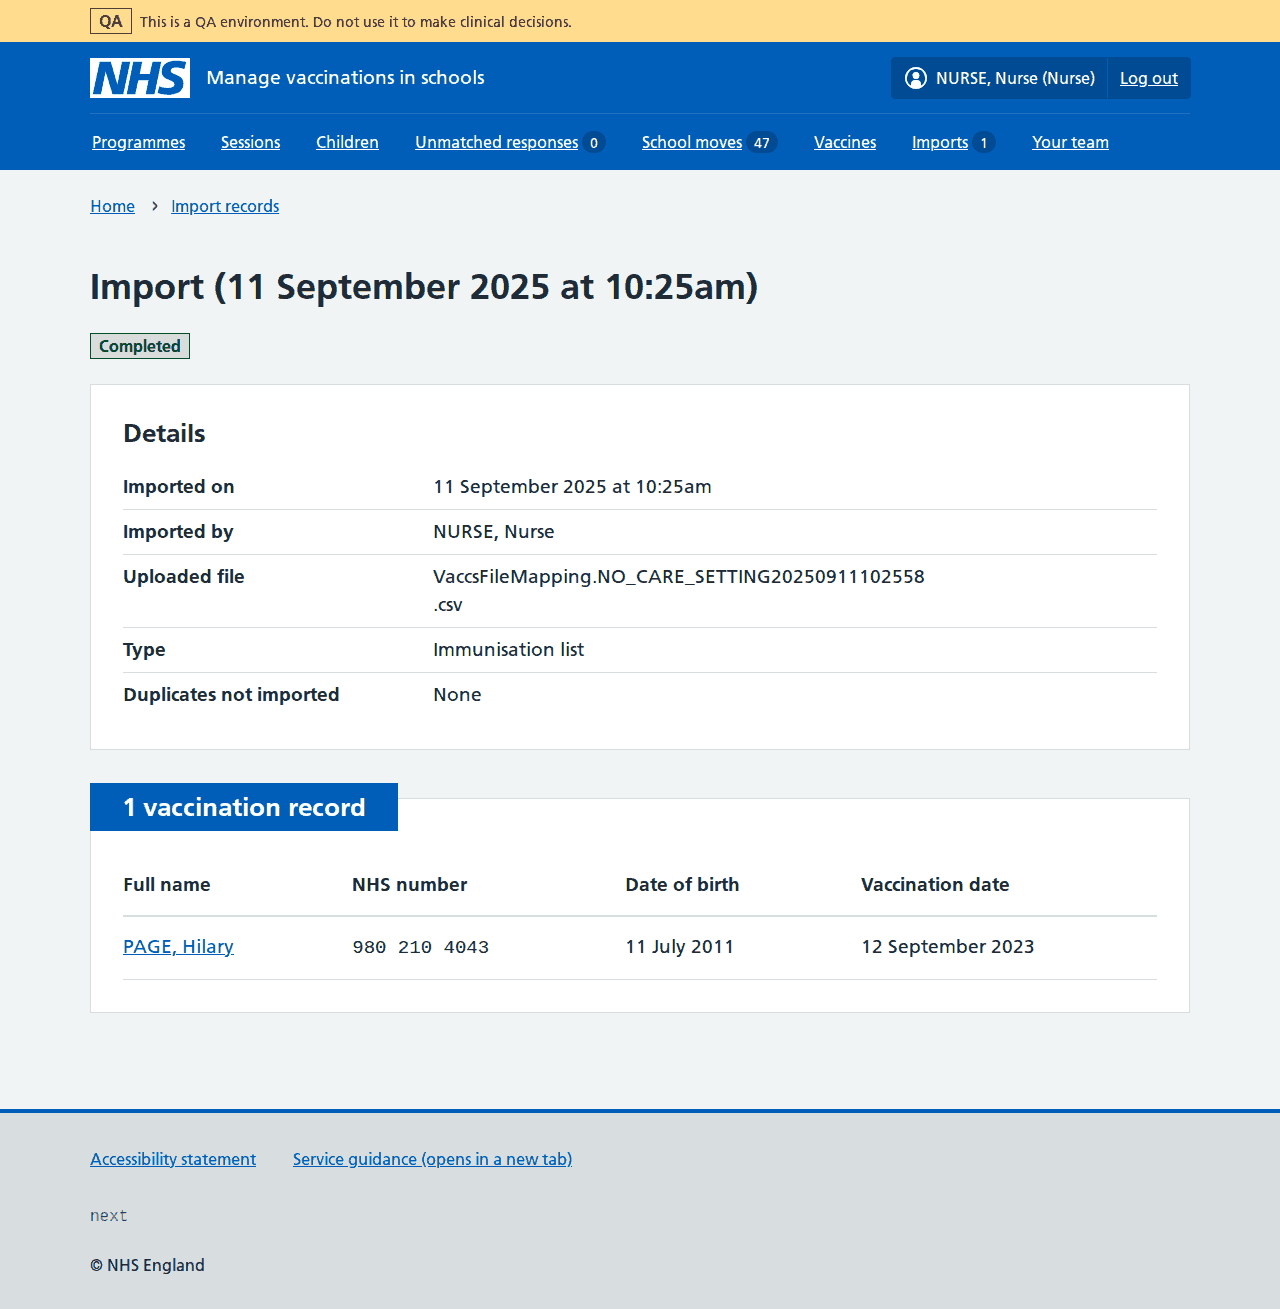 QA This is a QA environment. Do not use it to make clinical decisions.
NHS Manage vaccinations in schools NURSE, Nurse (Nurse) Log out
Programmes Sessions Children Unmatched responses 0 School moves 47 Vaccines Imports 1 Your team
Home › Import records
Import (11 September 2025 at 10:25am)
Completed
Details
Imported on 11 September 2025 at 10:25am
Imported by NURSE, Nurse
Uploaded file VaccsFileMapping.NO_CARE_SETTING20250911102558
.csv
Type Immunisation list
Duplicates not imported None
1 vaccination record
Full name NHS number Date of birth Vaccination date
PAGE, Hilary 980 210 4043 11 July 2011 12 September 2023
Accessibility statement Service guidance (opens in a new tab)
next
© NHS England